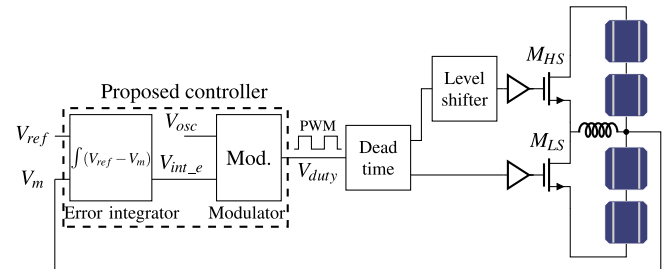 Proposed controller
V_ref
V_m
∫(V_ref − V_m)
Error integrator
V_osc
V_int_e
Mod.
Modulator
PWM
V_duty
Dead
time
Level
shifter
M_HS
M_LS